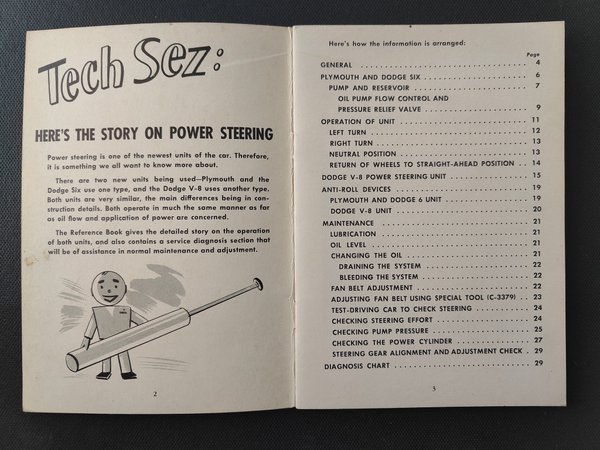 Tech Sez:
HERE'S THE STORY ON POWER STEERING
Power steering is one of the newest units of the car. Therefore,
it is something we all want to know more about.
There are two new units being used—Plymouth and the
Dodge Six use one type, and the Dodge V-8 uses another type.
Both units are very similar, the main differences being in con-
struction details. Both operate in much the same manner as far
as oil flow and application of power are concerned.
The Reference Book gives the detailed story on the operation
of both units, and also contains a service diagnosis section that
will be of assistance in normal maintenance and adjustment.
2
Here's how the information is arranged:
Page
GENERAL . . . . . . . . . . 4
PLYMOUTH AND DODGE SIX . . . . . . . . . . 6
PUMP AND RESERVOIR . . . . . . . . . . 7
OIL PUMP FLOW CONTROL AND
PRESSURE RELIEF VALVE . . . . . . . . . . 9
OPERATION OF UNIT . . . . . . . . . . 11
LEFT TURN . . . . . . . . . . 12
RIGHT TURN . . . . . . . . . . 13
NEUTRAL POSITION . . . . . . . . . . 13
RETURN OF WHEELS TO STRAIGHT-AHEAD POSITION . . 14
DODGE V-8 POWER STEERING UNIT . . . . . . . . . . 15
ANTI-ROLL DEVICES . . . . . . . . . . 19
PLYMOUTH AND DODGE 6 UNIT . . . . . . . . . . 19
DODGE V-8 UNIT . . . . . . . . . . 20
MAINTENANCE . . . . . . . . . . 21
LUBRICATION . . . . . . . . . . 21
OIL LEVEL . . . . . . . . . . 21
CHANGING THE OIL . . . . . . . . . . 21
DRAINING THE SYSTEM . . . . . . . . . . 22
BLEEDING THE SYSTEM . . . . . . . . . . 22
FAN BELT ADJUSTMENT . . . . . . . . . . 22
ADJUSTING FAN BELT USING SPECIAL TOOL (C-3379) . . 23
TEST-DRIVING CAR TO CHECK STEERING . . . . . . . . . . 24
CHECKING STEERING EFFORT . . . . . . . . . . 24
CHECKING PUMP PRESSURE . . . . . . . . . . 25
CHECKING THE POWER CYLINDER . . . . . . . . . . 27
STEERING GEAR ALIGNMENT AND ADJUSTMENT CHECK . 29
DIAGNOSIS CHART . . . . . . . . . . 29
3